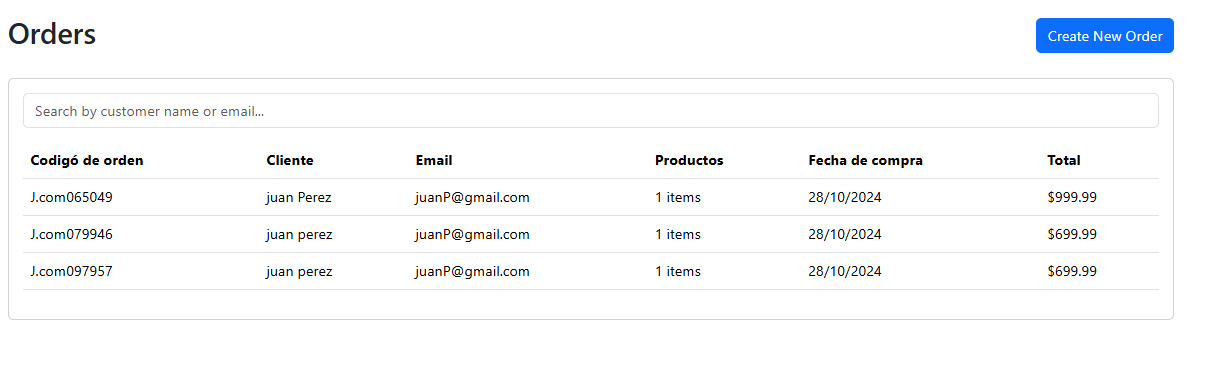 Orders
Create New Order
Search by customer name or email...
Codigó de orden Cliente Email Productos Fecha de compra Total
J.com065049 juan Perez juanP@gmail.com 1 items 28/10/2024 $999.99
J.com079946 juan perez juanP@gmail.com 1 items 28/10/2024 $699.99
J.com097957 juan perez juanP@gmail.com 1 items 28/10/2024 $699.99